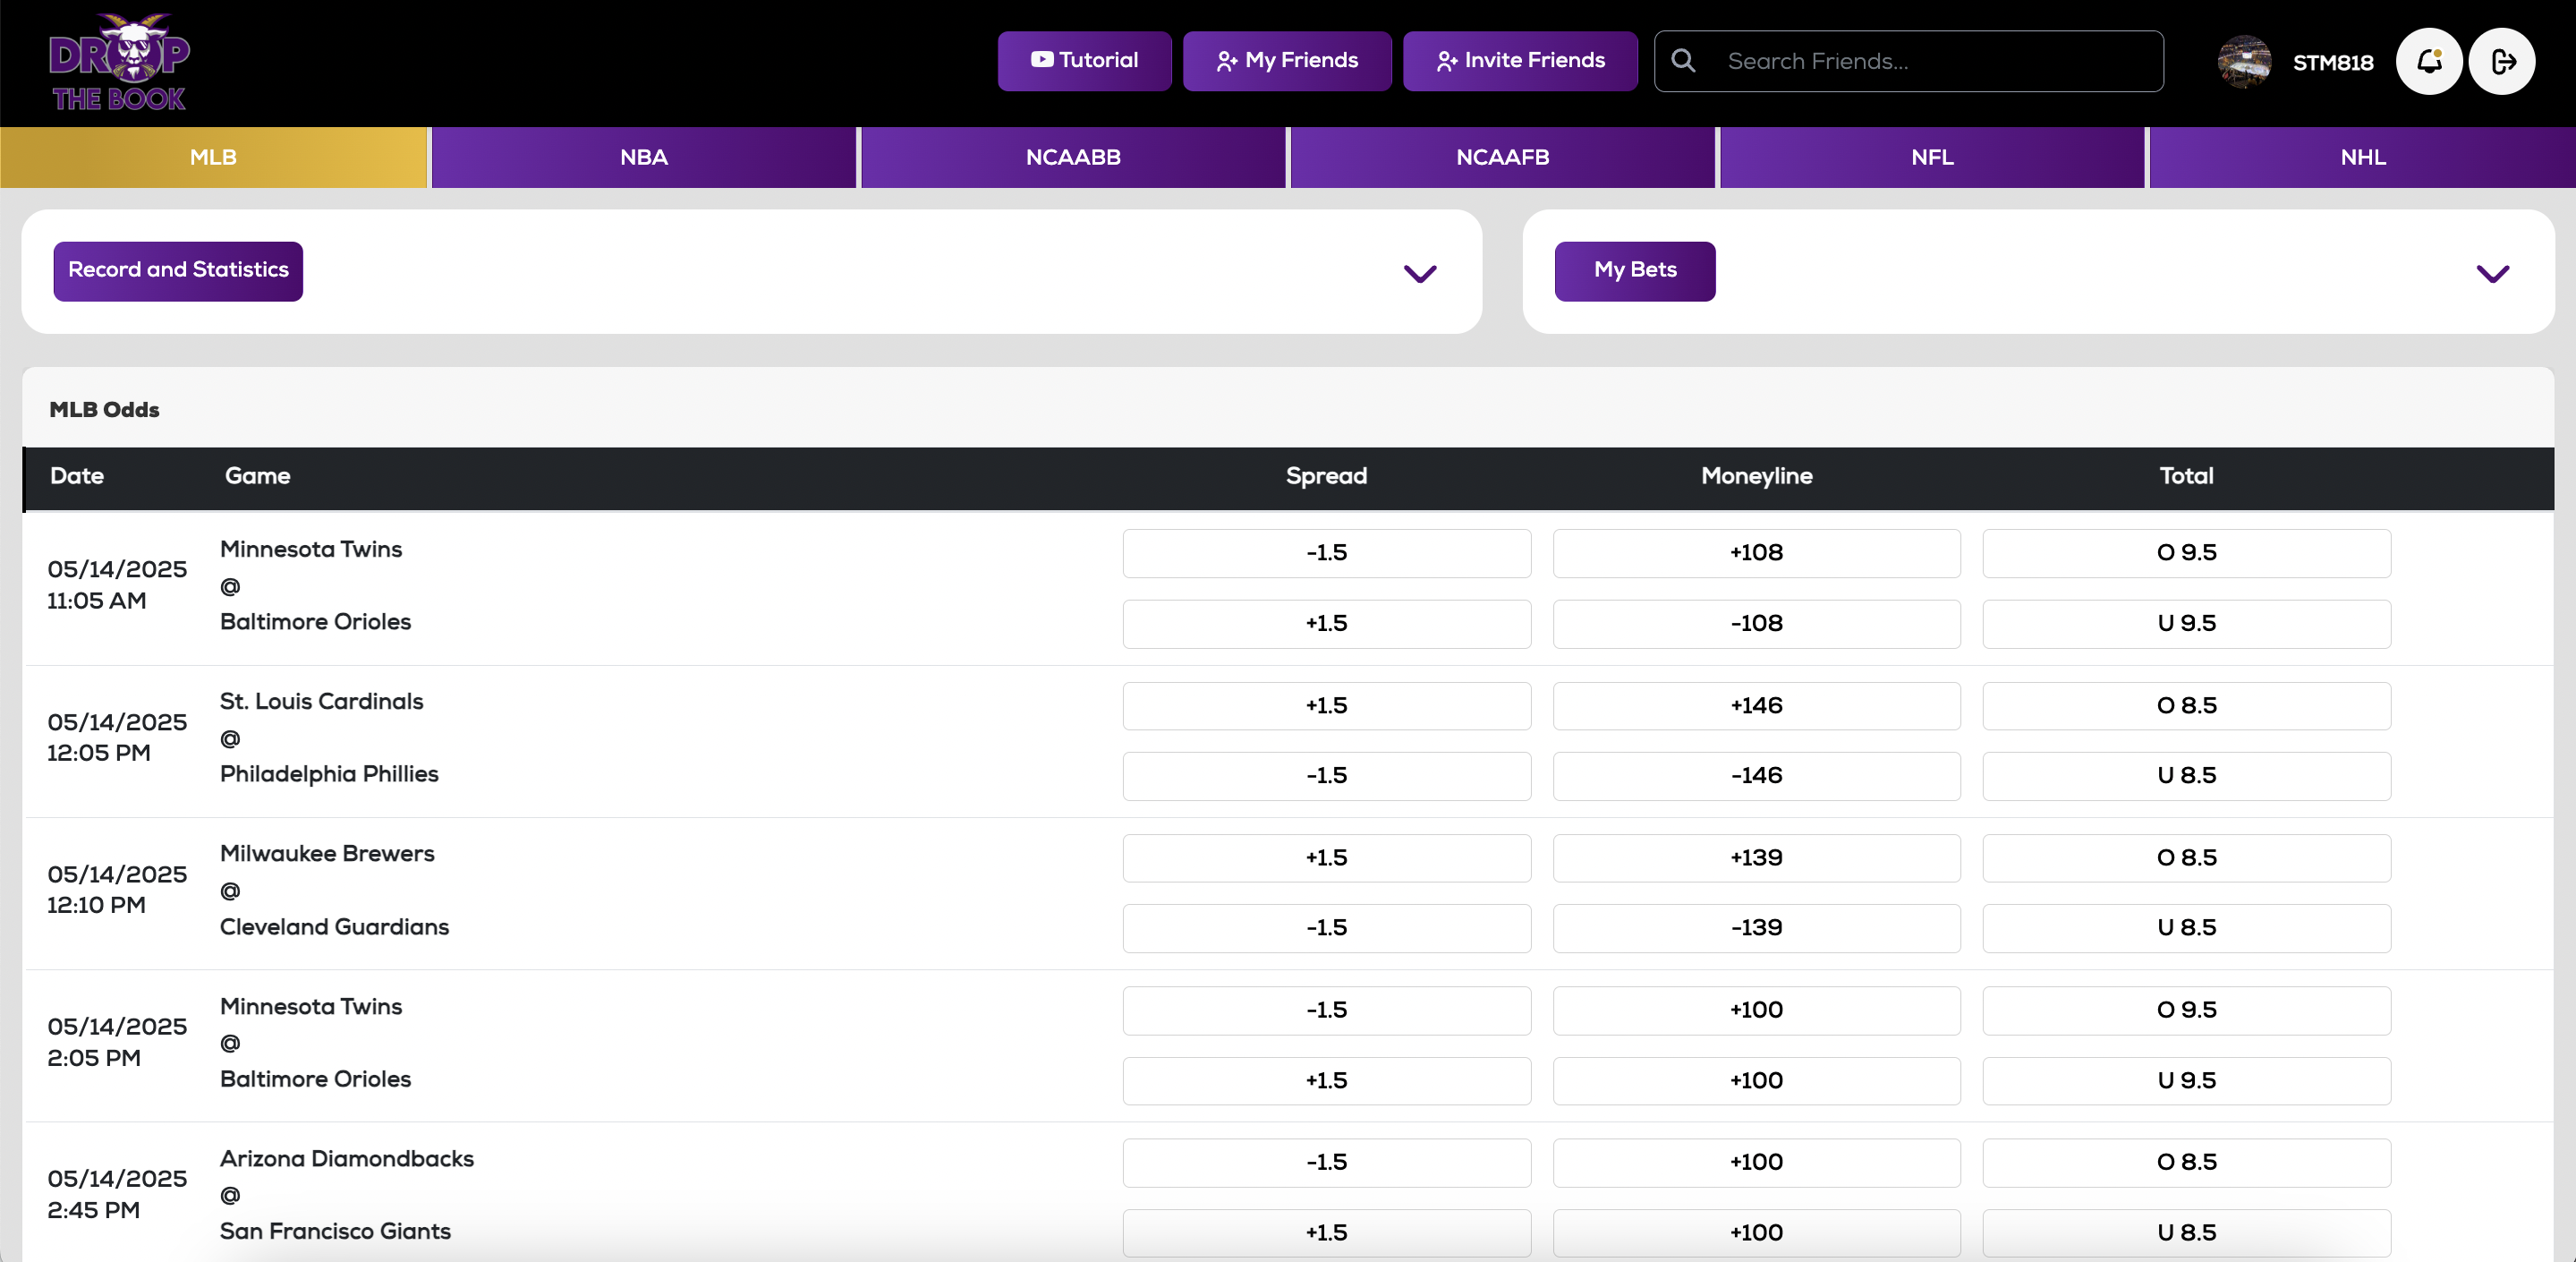 DROP
THE BOOK
Tutorial
My Friends
Invite Friends
Search Friends...
STM818
MLB
NBA
NCAABB
NCAAFB
NFL
NHL
Record and Statistics
My Bets
MLB Odds
Date Game Spread Moneyline Total
05/14/2025
11:05 AM
Minnesota Twins
@
Baltimore Orioles
-1.5 +108 O 9.5
+1.5 -108 U 9.5
05/14/2025
12:05 PM
St. Louis Cardinals
@
Philadelphia Phillies
+1.5 +146 O 8.5
-1.5 -146 U 8.5
05/14/2025
12:10 PM
Milwaukee Brewers
@
Cleveland Guardians
+1.5 +139 O 8.5
-1.5 -139 U 8.5
05/14/2025
2:05 PM
Minnesota Twins
@
Baltimore Orioles
-1.5 +100 O 9.5
+1.5 +100 U 9.5
05/14/2025
2:45 PM
Arizona Diamondbacks
@
San Francisco Giants
-1.5 +100 O 8.5
+1.5 +100 U 8.5